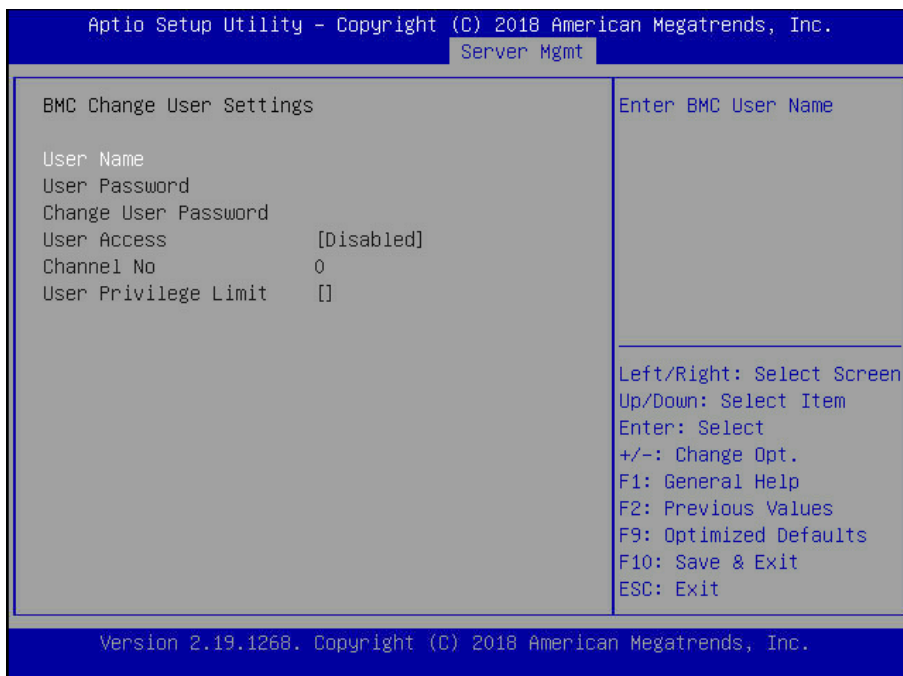 Aptio Setup Utility – Copyright (C) 2018 American Megatrends, Inc.
Server Mgmt
BMC Change User Settings
User Name
User Password
Change User Password
User Access [Disabled]
Channel No 0
User Privilege Limit []
Enter BMC User Name
Left/Right: Select Screen
Up/Down: Select Item
Enter: Select
+/-: Change Opt.
F1: General Help
F2: Previous Values
F9: Optimized Defaults
F10: Save & Exit
ESC: Exit
Version 2.19.1268. Copyright (C) 2018 American Megatrends, Inc.